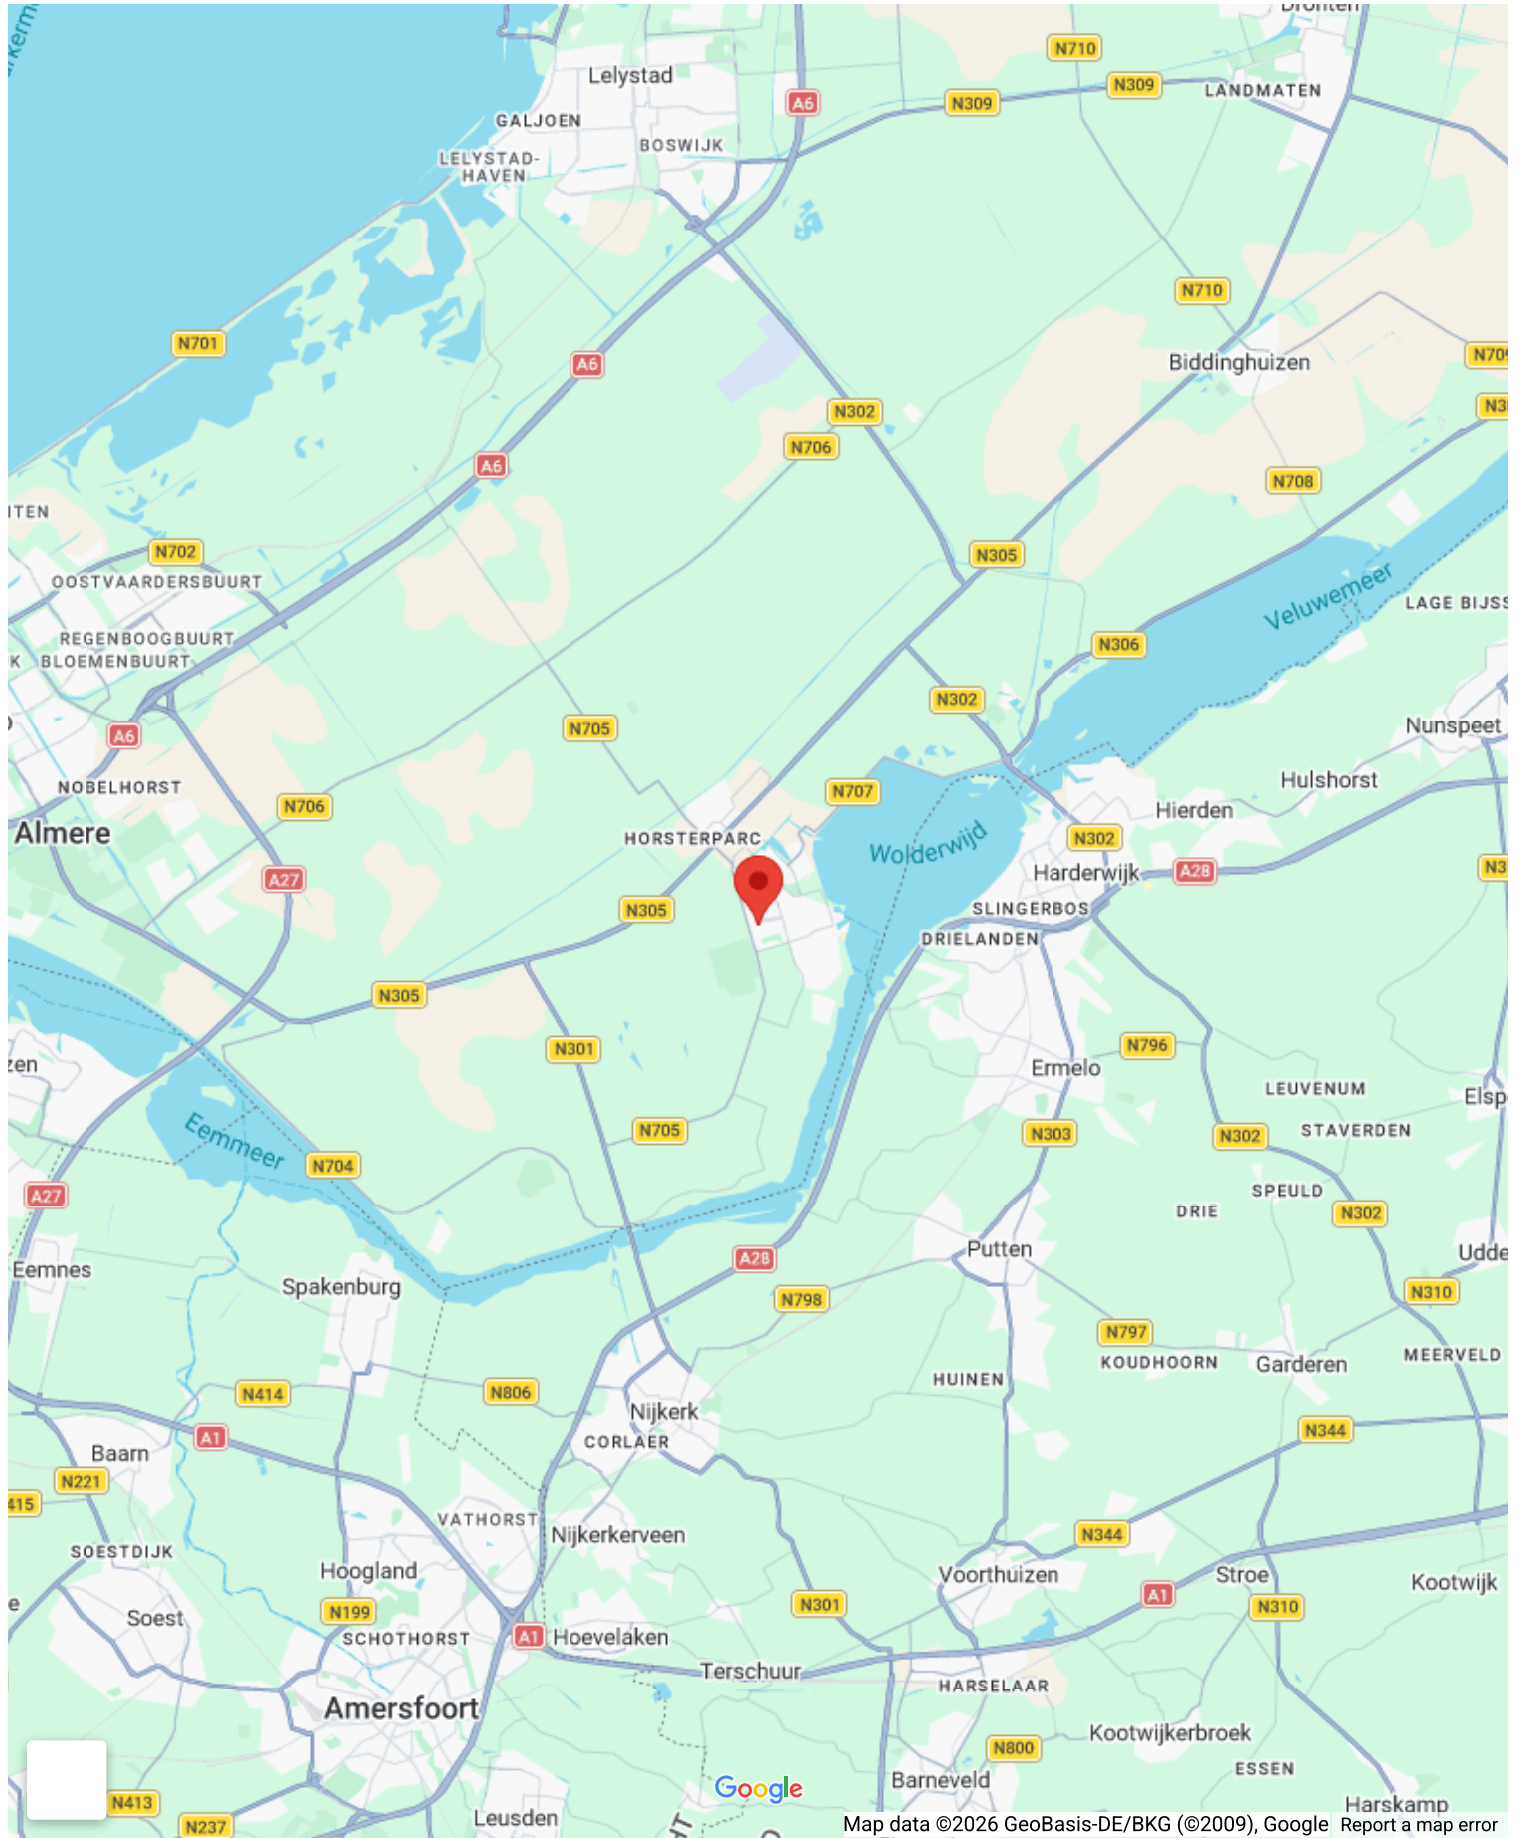 Dronten
N710
Lelystad
N309
N309
LANDMATEN
A6
GALJOEN
BOSWIJK
LELYSTAD-
HAVEN
N710
N701
A6
Biddinghuizen
N302
N706
A6
N708
N702
N305
OOSTVAARDERSBUURT
Veluwemeer
REGENBOOGBUURT
BLOEMENBUURT
N306
N302
N705
A6
Nunspeet
NOBELHORST
Hulshorst
N707
N706
Hierden
Almere
HORSTERPARC
N302
Wolderwijd
Harderwijk
A28
A27
N305
SLINGERBOS
DRIELANDEN
N305
N301
N796
Ermelo
LEUVENUM
Eemmeer
N705
N303
N302
STAVERDEN
N704
A27
SPEULD
DRIE
N302
Putten
A28
Eemnes
Spakenburg
N798
N310
N797
KOUDHOORN
Garderen
MEERVELD
HUINEN
N414
N806
Nijkerk
N344
A1
CORLAER
Baarn
N221
415
VATHORST
Nijkerkerveen
N344
SOESTDIJK
Hoogland
Voorthuizen
Stroe
Kootwijk
A1
N199
N301
N310
Soest
SCHOTHORST
A1
Hoevelaken
Terschuur
HARSELAAR
Amersfoort
Kootwijkerbroek
N800
ESSEN
Barneveld
Google
N413
Harskamp
Leusden
N237
Map data ©2026 GeoBasis-DE/BKG (©2009), Google
Report a map error